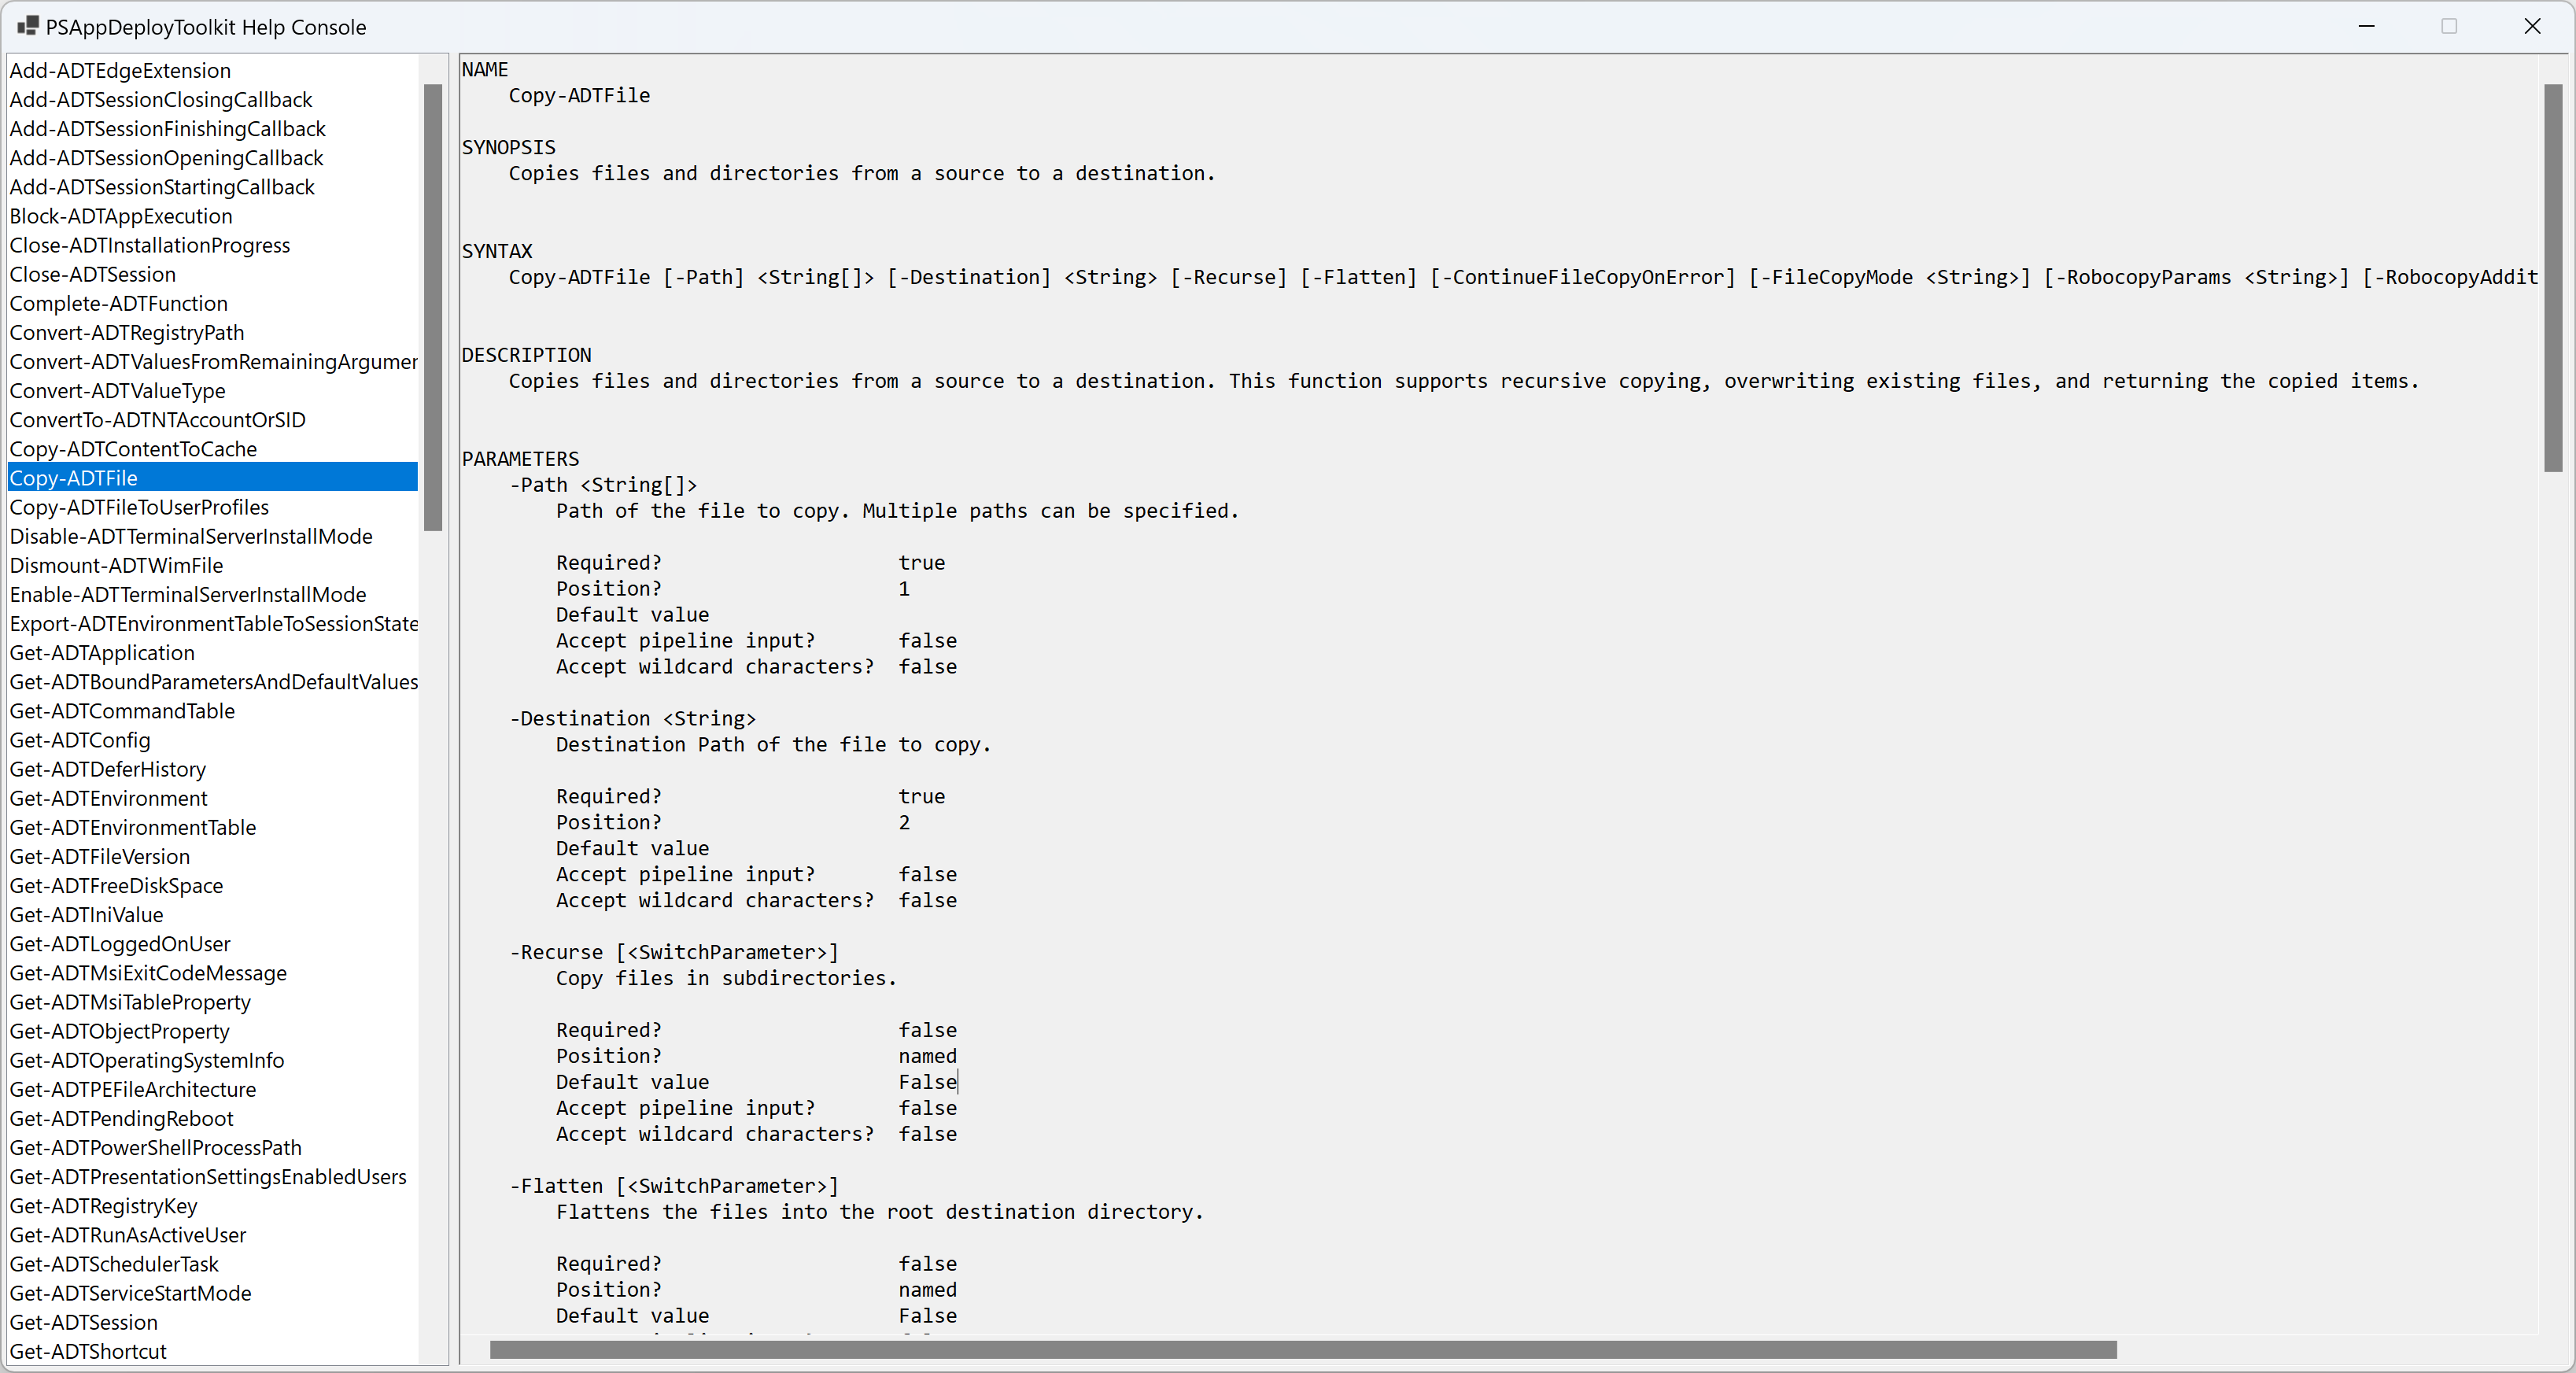 PSAppDeployToolkit Help Console
Add-ADTEdgeExtension
Add-ADTSessionClosingCallback
Add-ADTSessionFinishingCallback
Add-ADTSessionOpeningCallback
Add-ADTSessionStartingCallback
Block-ADTAppExecution
Close-ADTInstallationProgress
Close-ADTSession
Complete-ADTFunction
Convert-ADTRegistryPath
Convert-ADTValuesFromRemainingArgumen
Convert-ADTValueType
ConvertTo-ADTNTAccountOrSID
Copy-ADTContentToCache
Copy-ADTFile
Copy-ADTFileToUserProfiles
Disable-ADTTerminalServerInstallMode
Dismount-ADTWimFile
Enable-ADTTerminalServerInstallMode
Export-ADTEnvironmentTableToSessionState
Get-ADTApplication
Get-ADTBoundParametersAndDefaultValues
Get-ADTCommandTable
Get-ADTConfig
Get-ADTDeferHistory
Get-ADTEnvironment
Get-ADTEnvironmentTable
Get-ADTFileVersion
Get-ADTFreeDiskSpace
Get-ADTIniValue
Get-ADTLoggedOnUser
Get-ADTMsiExitCodeMessage
Get-ADTMsiTableProperty
Get-ADTObjectProperty
Get-ADTOperatingSystemInfo
Get-ADTPEFileArchitecture
Get-ADTPendingReboot
Get-ADTPowerShellProcessPath
Get-ADTPresentationSettingsEnabledUsers
Get-ADTRegistryKey
Get-ADTRunAsActiveUser
Get-ADTSchedulerTask
Get-ADTServiceStartMode
Get-ADTSession
Get-ADTShortcut
NAME
Copy-ADTFile
SYNOPSIS
Copies files and directories from a source to a destination.
SYNTAX
Copy-ADTFile [-Path] <String[]> [-Destination] <String> [-Recurse] [-Flatten] [-ContinueFileCopyOnError] [-FileCopyMode <String>] [-RobocopyParams <String>] [-RobocopyAddit
DESCRIPTION
Copies files and directories from a source to a destination. This function supports recursive copying, overwriting existing files, and returning the copied items.
PARAMETERS
-Path <String[]>
Path of the file to copy. Multiple paths can be specified.
Required? true
Position? 1
Default value
Accept pipeline input? false
Accept wildcard characters? false
-Destination <String>
Destination Path of the file to copy.
Required? true
Position? 2
Default value
Accept pipeline input? false
Accept wildcard characters? false
-Recurse [<SwitchParameter>]
Copy files in subdirectories.
Required? false
Position? named
Default value False
Accept pipeline input? false
Accept wildcard characters? false
-Flatten [<SwitchParameter>]
Flattens the files into the root destination directory.
Required? false
Position? named
Default value False